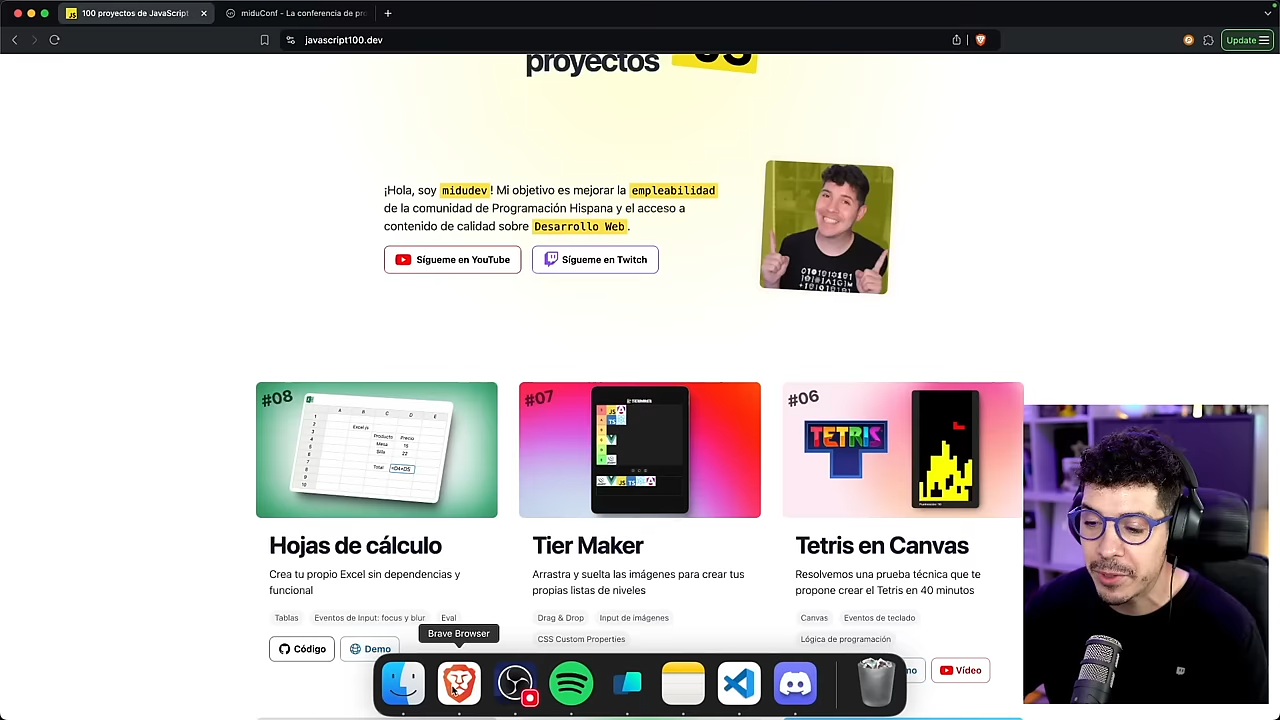 100 proyectos de JavaScript
miduConf - La conferencia de pro
javascript100.dev
Update
proyectos
¡Hola, soy midudev! Mi objetivo es mejorar la empleabilidad
de la comunidad de Programación Hispana y el acceso a
contenido de calidad sobre Desarrollo Web.
Sígueme en YouTube
Sígueme en Twitch
#08
#07
#06
TETRIS
Hojas de cálculo
Tier Maker
Tetris en Canvas
Crea tu propio Excel sin dependencias y
funcional
Arrastra y suelta las imágenes para crear tus
propias listas de niveles
Resolvemos una prueba técnica que te
propone crear el Tetris en 40 minutos
Tablas
Eventos de Input: focus y blur
Eval
Drag & Drop
Input de imágenes
CSS Custom Properties
Canvas
Eventos de teclado
Lógica de programación
Brave Browser
Código
Demo
Vídeo